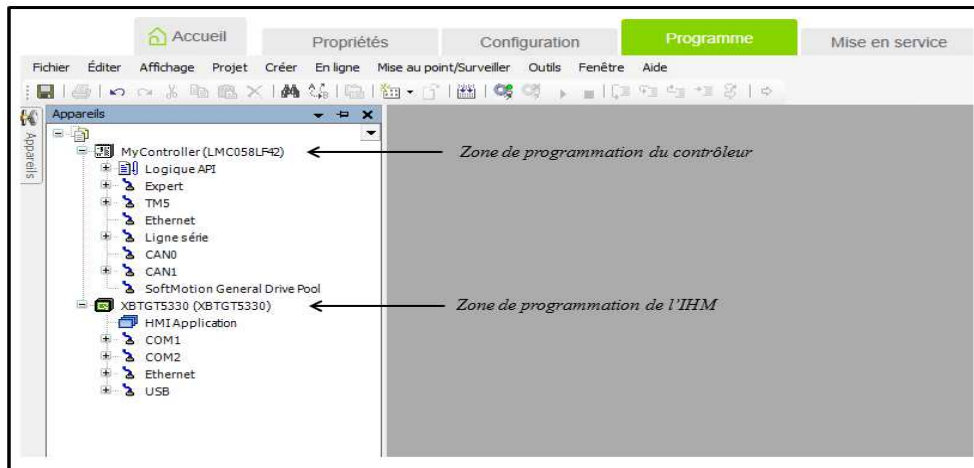 Accueil Propriétés Configuration Programme Mise en service
Fichier Éditer Affichage Projet Créer En ligne Mise au point/Surveiller Outils Fenêtre Aide
Appareils
Appareils
MyController (LMC058LF42)
Zone de programmation du contrôleur
Logique API
Expert
TM5
Ethernet
Ligne série
CAN0
CAN1
SoftMotion General Drive Pool
XBTGT5330 (XBTGT5330)
Zone de programmation de l'IHM
HMI Application
COM1
COM2
Ethernet
USB